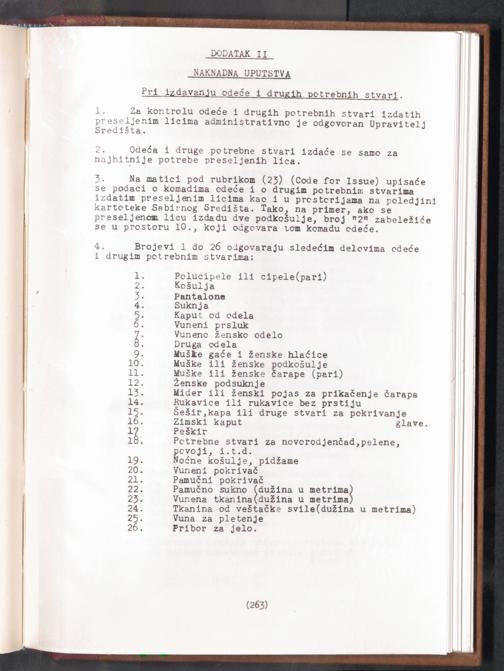 DODATAK II
NAKNADNA UPUTSTVA
Pri izdavanju odeće i drugih potrebnih stvari.
1. Za kontrolu odeće i drugih potrebnih stvari izdatih
preseljenim licima administrativno je odgovoran Upravitelj
Središta.
2. Odeća i druge potrebne stvari izdaće se samo za
najhitnije potrebe preseljenih lica.
3. Na matici pod rubrikom (23) (Code for Issue) upisaće
se podaci o komadima odeće i o drugim potrebnim stvarima
izdatim preseljenim licima kao i u prostorijama na poledjini
kartoteke Sabirnog Središta. Tako, na primer, ako se
preseljenom licu izdadu dve podkošulje, broj "2" zabeležiće
se u prostoru 10., koji odgovara tom komadu odeće.
4. Brojevi 1 do 26 odgovaraju sledećim delovima odeće
i drugim potrebnim stvarima:
1. Polucipele ili cipele(pari)
2. Košulja
3. Pantalone
4. Suknja
5. Kaput od odela
6. Vuneni prsluk
7. Vuneno žensko odelo
8. Druga odela
9. Muške gaće i ženske hlaćice
10. Muške ili ženske podkošulje
11. Muške ili ženske čarape (pari)
12. Ženske podsuknje
13. Mider ili ženski pojas za prikačenje čarapa
14. Rukavice ili rukavice bez prstiju
15. Šešir,kapa ili druge stvari za pokrivanje
16. Zimski kaput glave.
17 Peškir
18. Potrebne stvari za novorodjenčad,pelene,
povoji, i.t.d.
19. Noćne košulje, pidžame
20. Vuneni pokrivač
21. Pamučni pokrivač
22. Pamučno sukno (dužina u metrima)
23. Vunena tkanina(dužina u metrima)
24. Tkanina od veštačke svile(dužina u metrima)
25. Vuna za pletenje
26. Pribor za jelo.
(263)